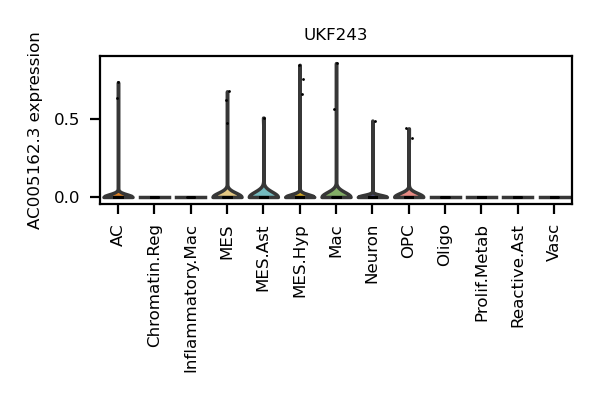 UKF243
AC005162.3 expression
0.5
0.0
AC
Chromatin.Reg
Inflammatory.Mac
MES
MES.Ast
MES.Hyp
Mac
Neuron
OPC
Oligo
Prolif.Metab
Reactive.Ast
Vasc